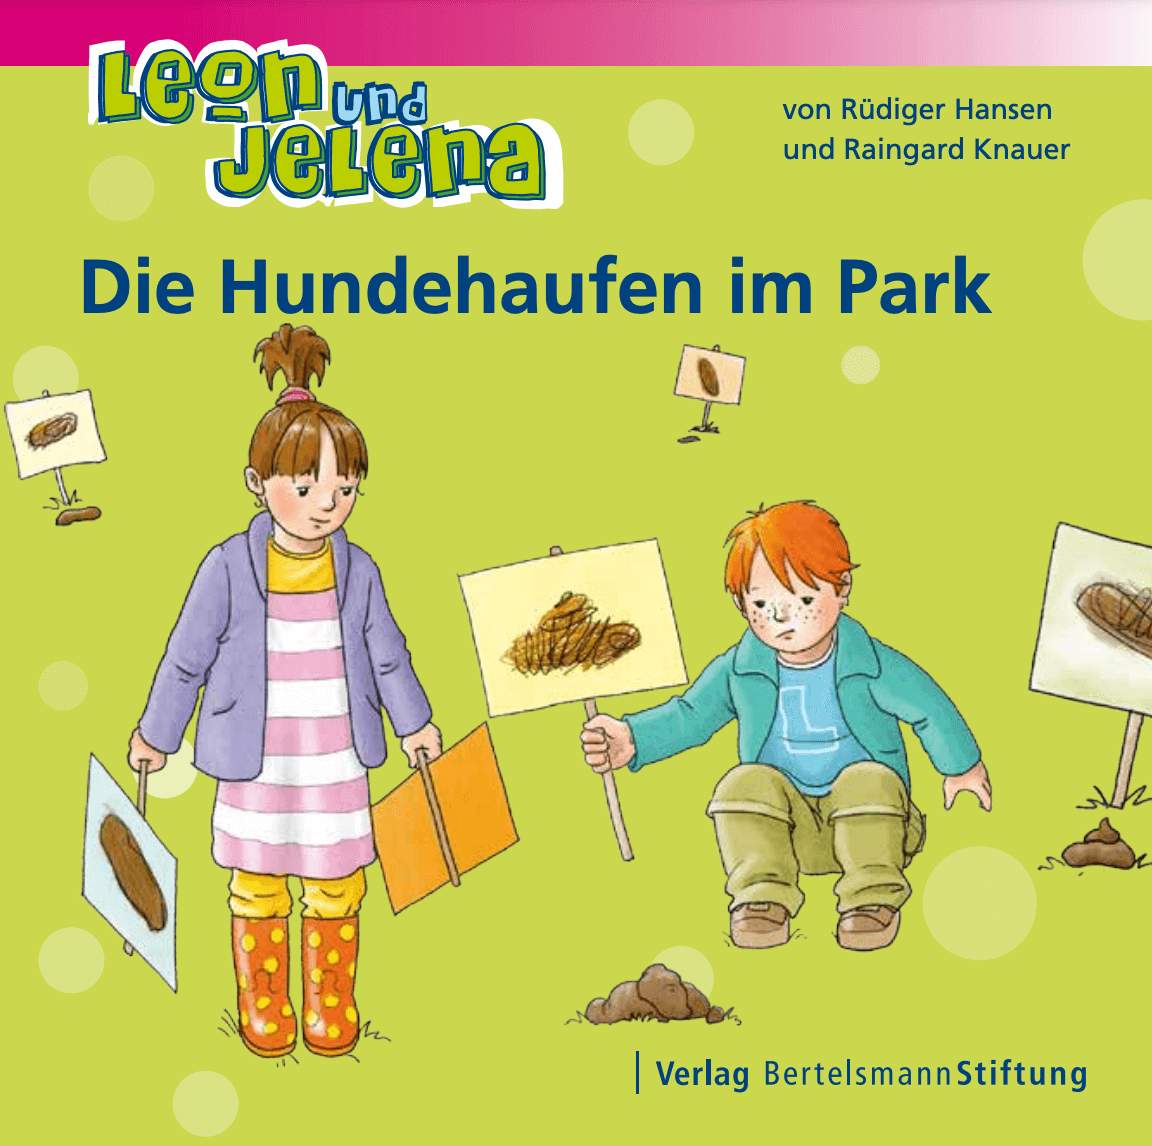 Leon und
Jelena
von Rüdiger Hansen
und Raingard Knauer
Die Hundehaufen im Park
L
Verlag BertelsmannStiftung